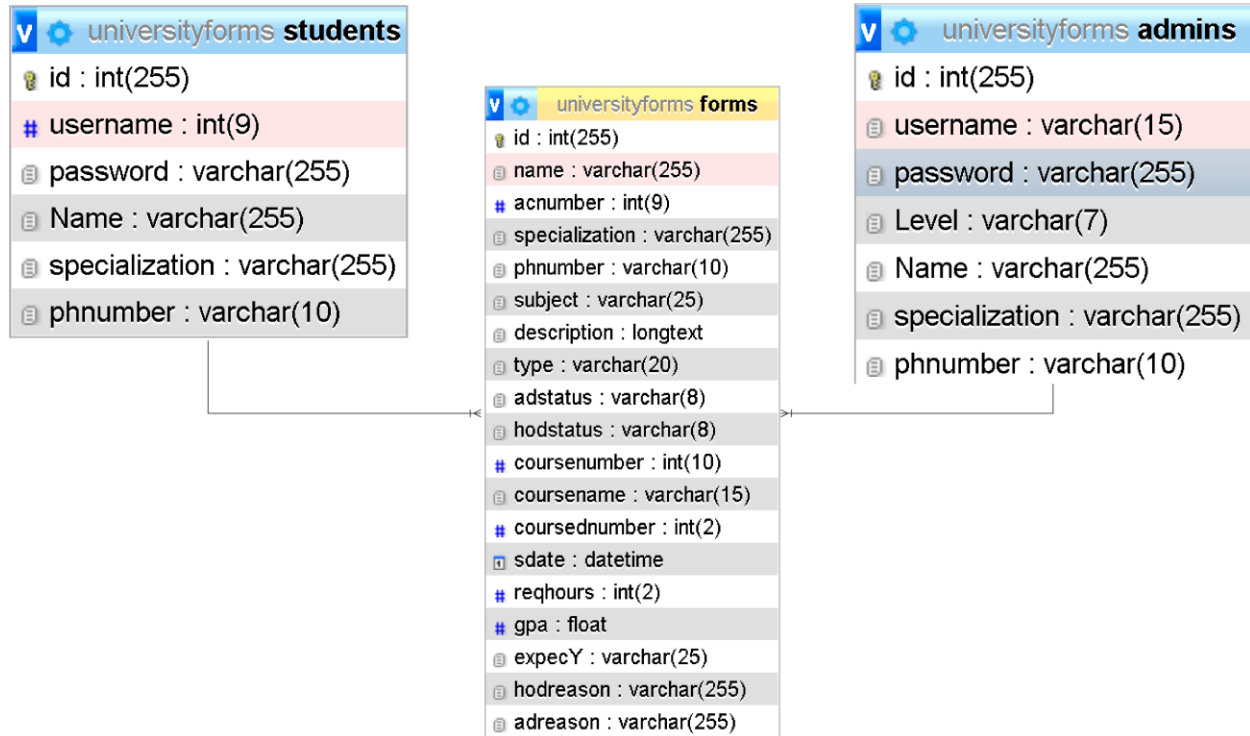 v universityforms students
id : int(255)
# username : int(9)
password : varchar(255)
Name : varchar(255)
specialization : varchar(255)
phnumber : varchar(10)
v universityforms forms
id : int(255)
name : varchar(255)
# acnumber : int(9)
specialization : varchar(255)
phnumber : varchar(10)
subject : varchar(25)
description : longtext
type : varchar(20)
adstatus : varchar(8)
hodstatus : varchar(8)
# coursenumber : int(10)
coursename : varchar(15)
# coursednumber : int(2)
sdate : datetime
# reqhours : int(2)
# gpa : float
expecY : varchar(25)
hodreason : varchar(255)
adreason : varchar(255)
v universityforms admins
id : int(255)
username : varchar(15)
password : varchar(255)
Level : varchar(7)
Name : varchar(255)
specialization : varchar(255)
phnumber : varchar(10)